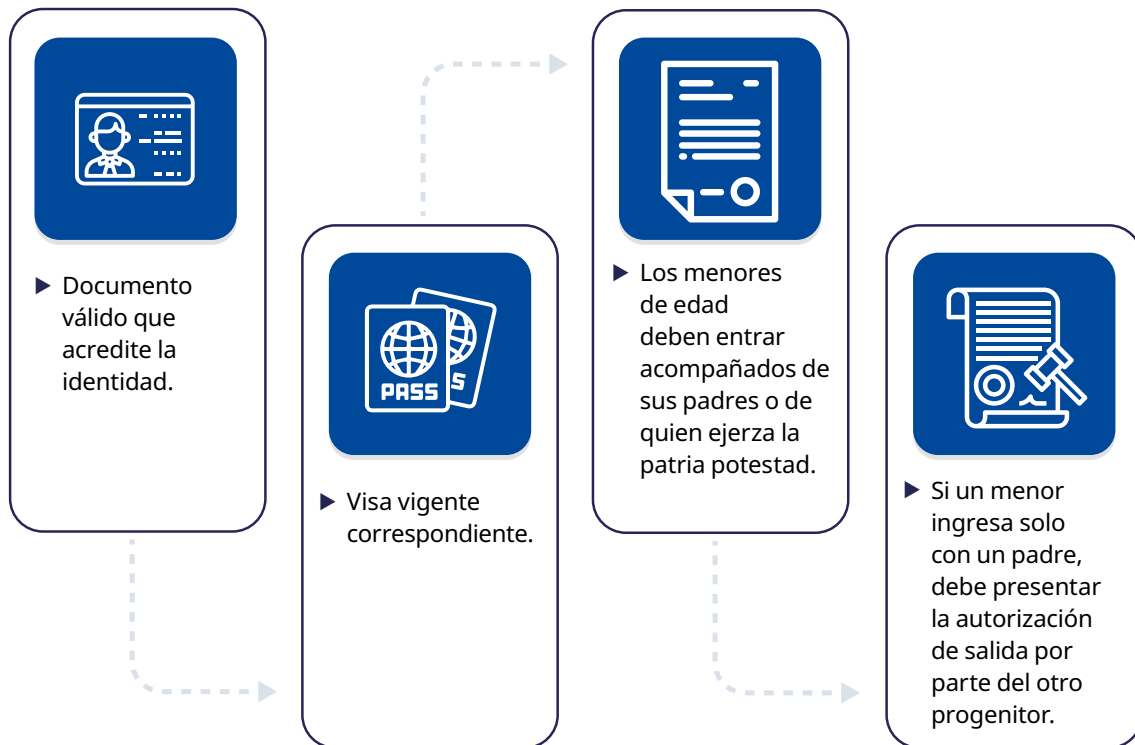 ▶ Documento
válido que
acredite la
identidad.
PASS
S
▶ Visa vigente
correspondiente.
▶ Los menores
de edad
deben entrar
acompañados de
sus padres o de
quien ejerza la
patria potestad.
▶ Si un menor
ingresa solo
con un padre,
debe presentar
la autorización
de salida por
parte del otro
progenitor.